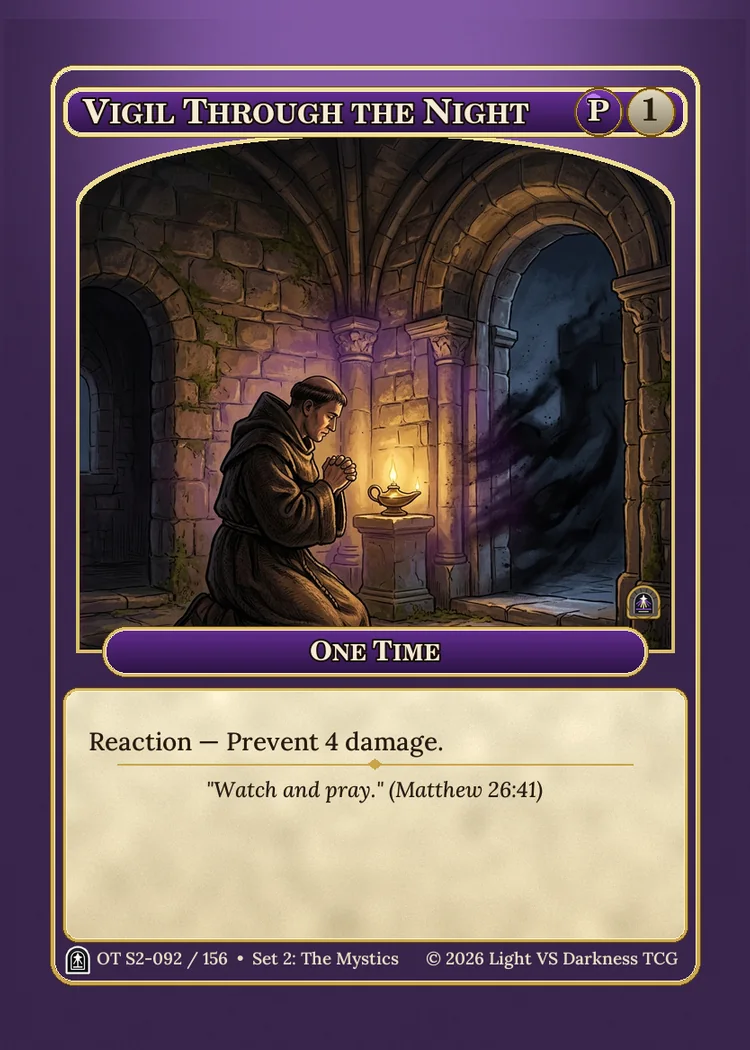 Vigil Through the Night P 1
One Time
Reaction — Prevent 4 damage.
"Watch and pray." (Matthew 26:41)
OT S2-092 / 156 • Set 2: The Mystics © 2026 Light VS Darkness TCG